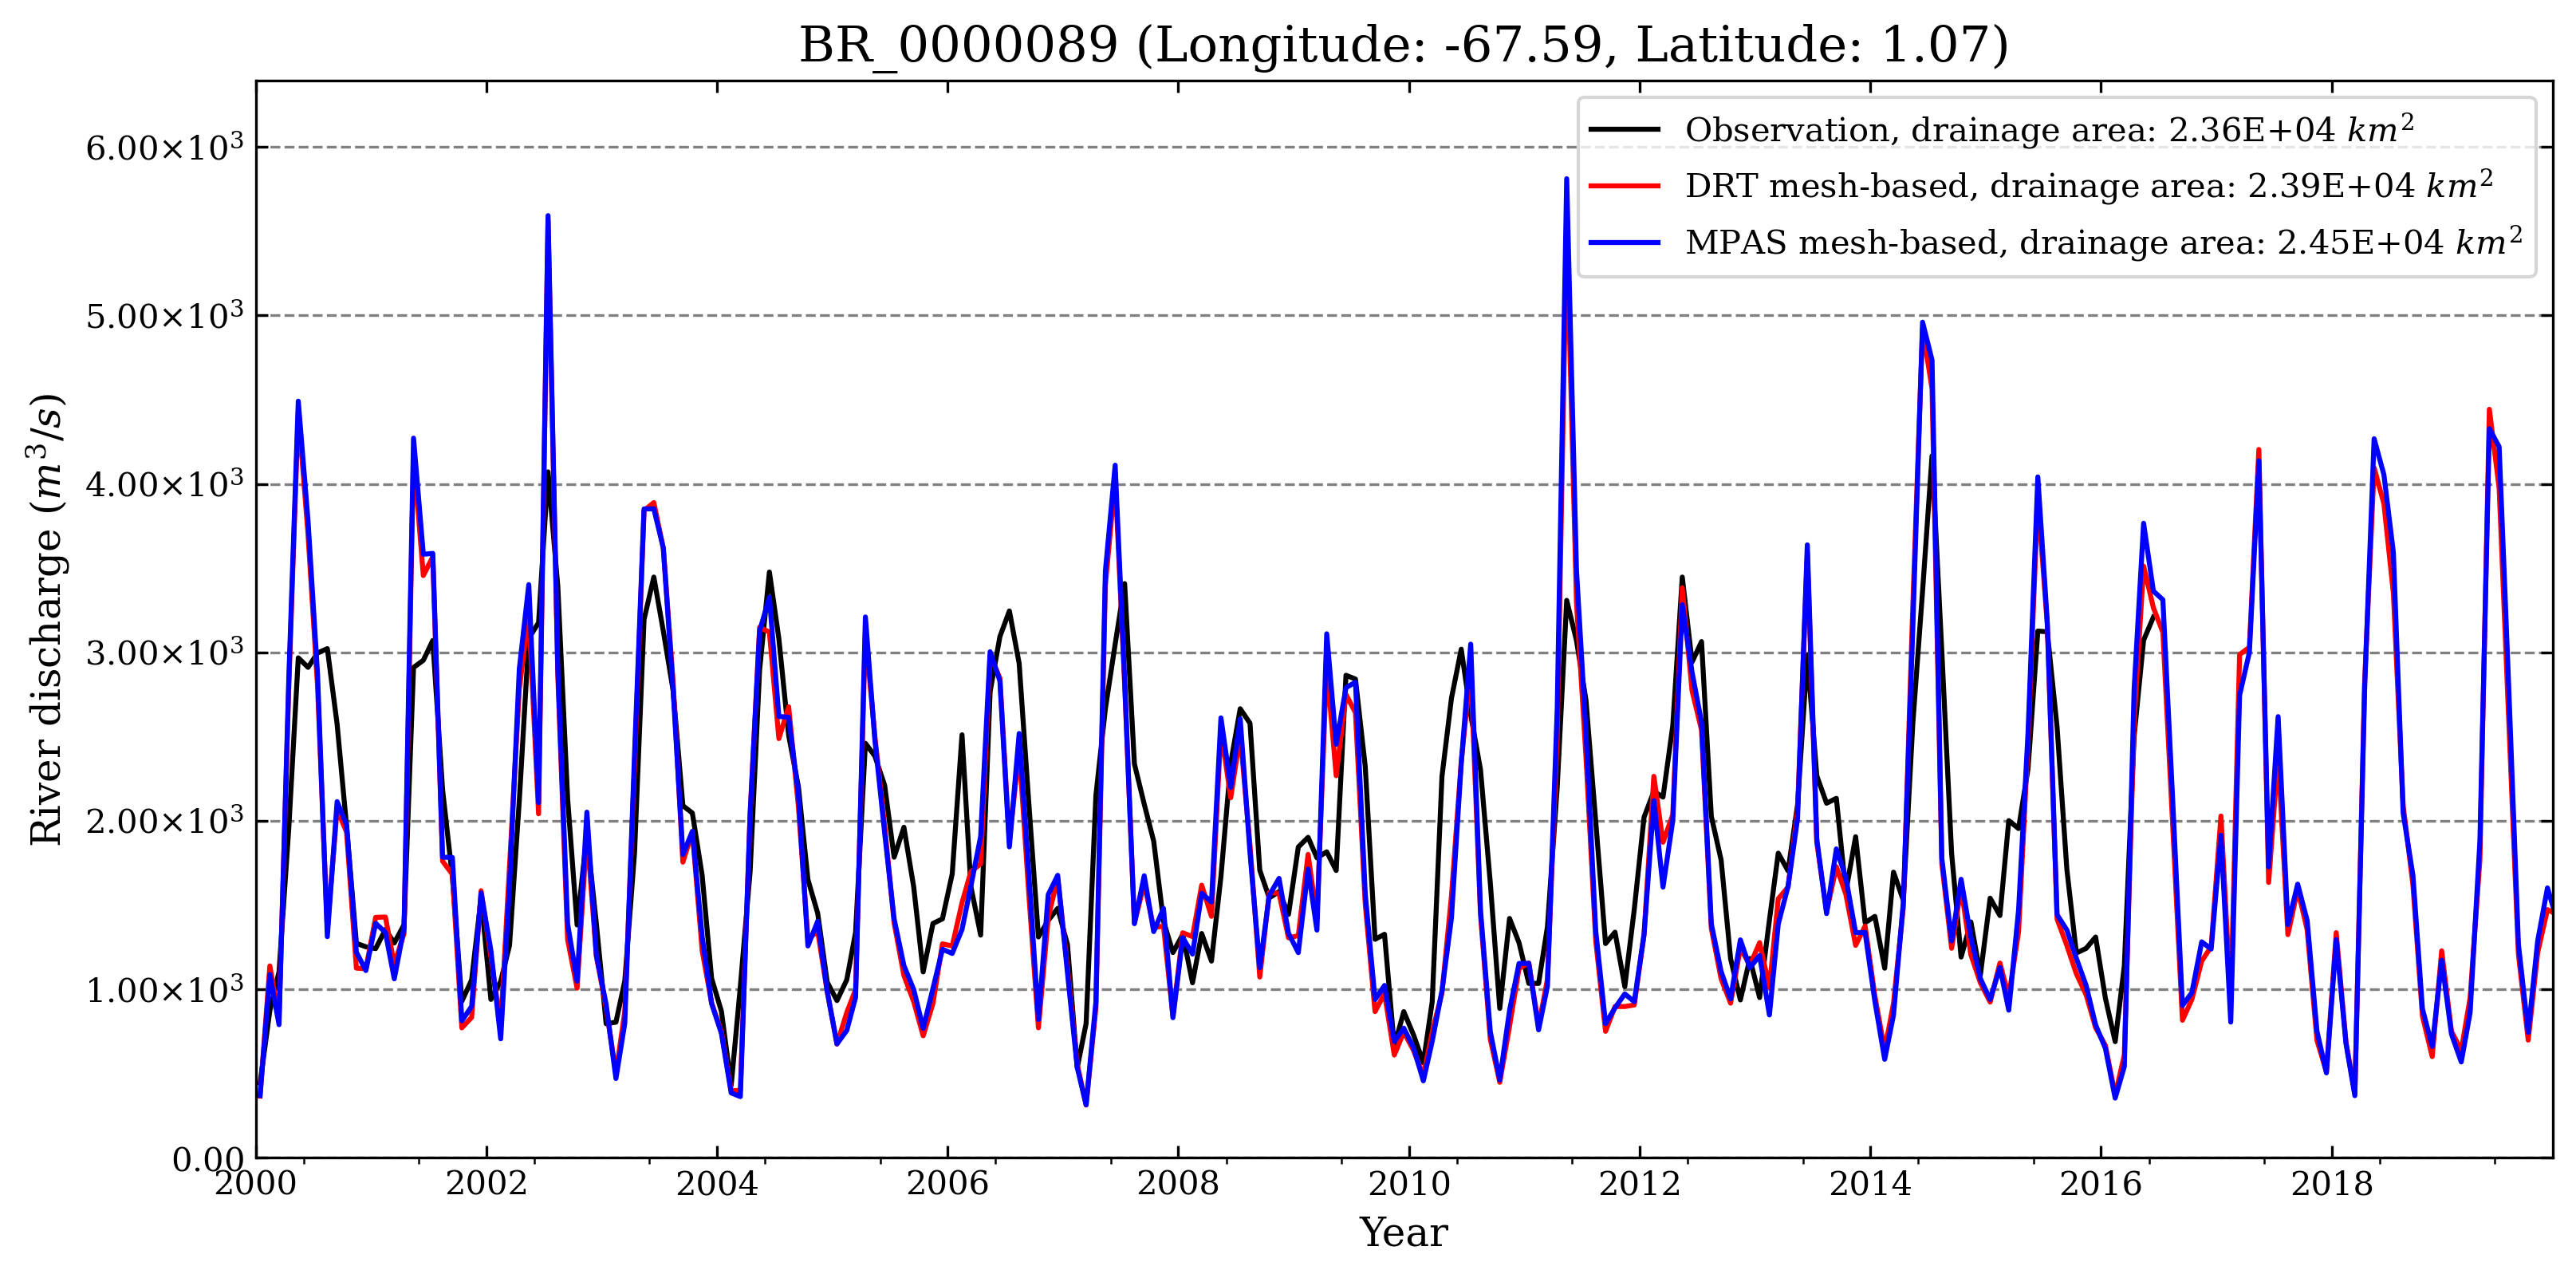 BR_0000089 (Longitude: -67.59, Latitude: 1.07)
Observation, drainage area: 2.36E+04 km²
DRT mesh-based, drainage area: 2.39E+04 km²
MPAS mesh-based, drainage area: 2.45E+04 km²
River discharge (m³/s)
6.00×10³
5.00×10³
4.00×10³
3.00×10³
2.00×10³
1.00×10³
0.00
2000 2002 2004 2006 2008 2010 2012 2014 2016 2018
Year